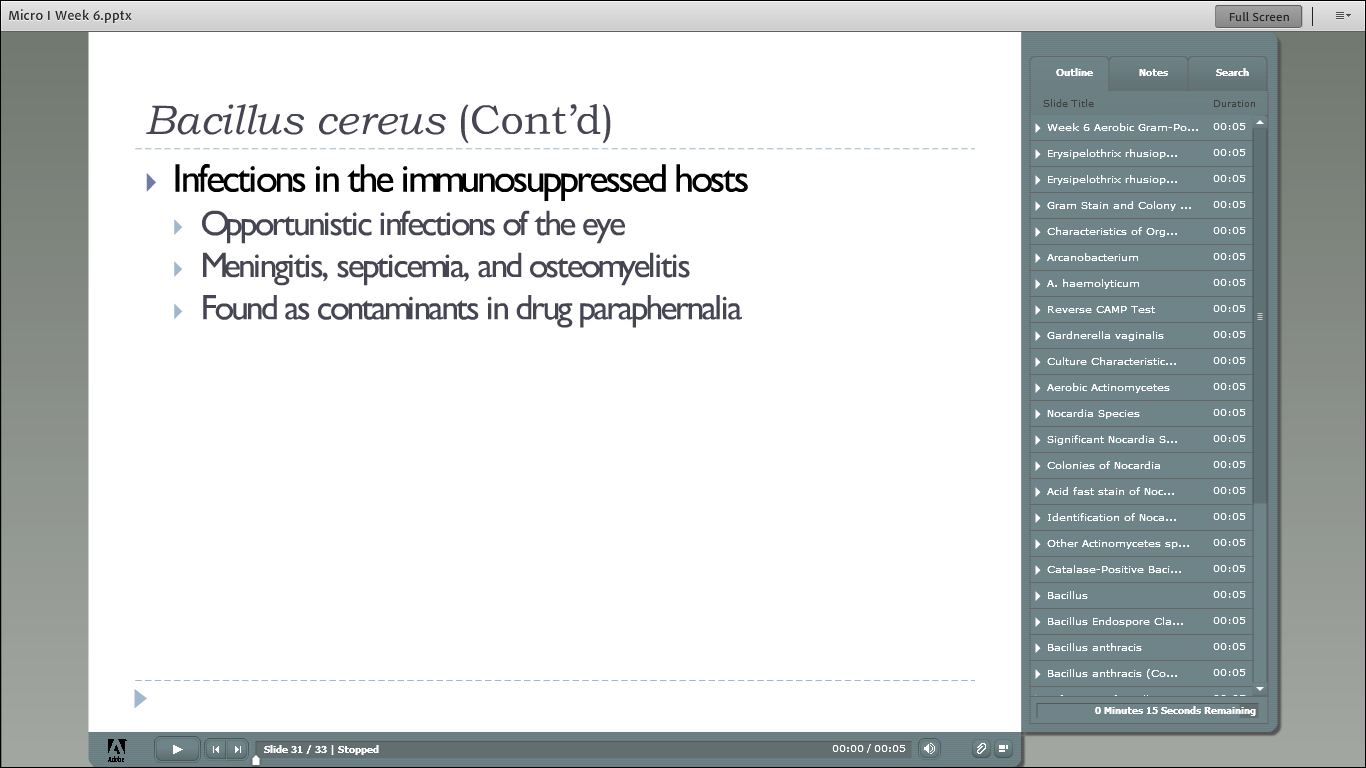 Micro I Week 6.pptx
Full Screen
Bacillus cereus (Cont’d)
Infections in the immunosuppressed hosts
Opportunistic infections of the eye
Meningitis, septicemia, and osteomyelitis
Found as contaminants in drug paraphernalia
Outline Notes Search
Slide Title Duration
Week 6 Aerobic Gram-Po... 00:05
Erysipelothrix rhusiop... 00:05
Erysipelothrix rhusiop... 00:05
Gram Stain and Colony ... 00:05
Characteristics of Org... 00:05
Arcanobacterium 00:05
A. haemolyticum 00:05
Reverse CAMP Test 00:05
Gardnerella vaginalis 00:05
Culture Characteristic... 00:05
Aerobic Actinomycetes 00:05
Nocardia Species 00:05
Significant Nocardia S... 00:05
Colonies of Nocardia 00:05
Acid fast stain of Noc... 00:05
Identification of Noca... 00:05
Other Actinomycetes sp... 00:05
Catalase-Positive Baci... 00:05
Bacillus 00:05
Bacillus Endospore Cla... 00:05
Bacillus anthracis 00:05
Bacillus anthracis (Co... 00:05
0 Minutes 15 Seconds Remaining
Adobe
Slide 31 / 33 | Stopped
00:00 / 00:05